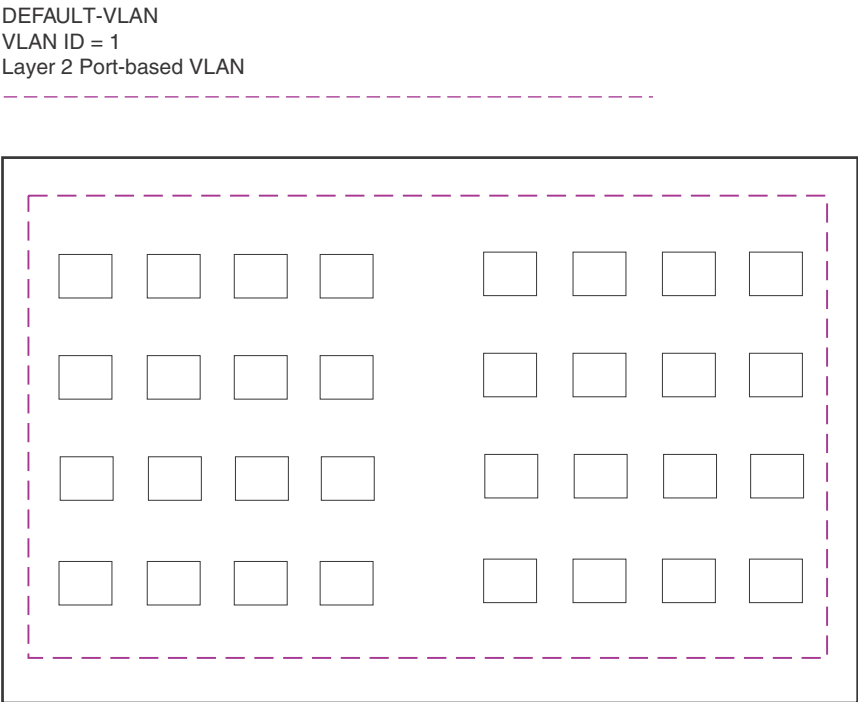 DEFAULT-VLAN
VLAN ID = 1
Layer 2 Port-based VLAN